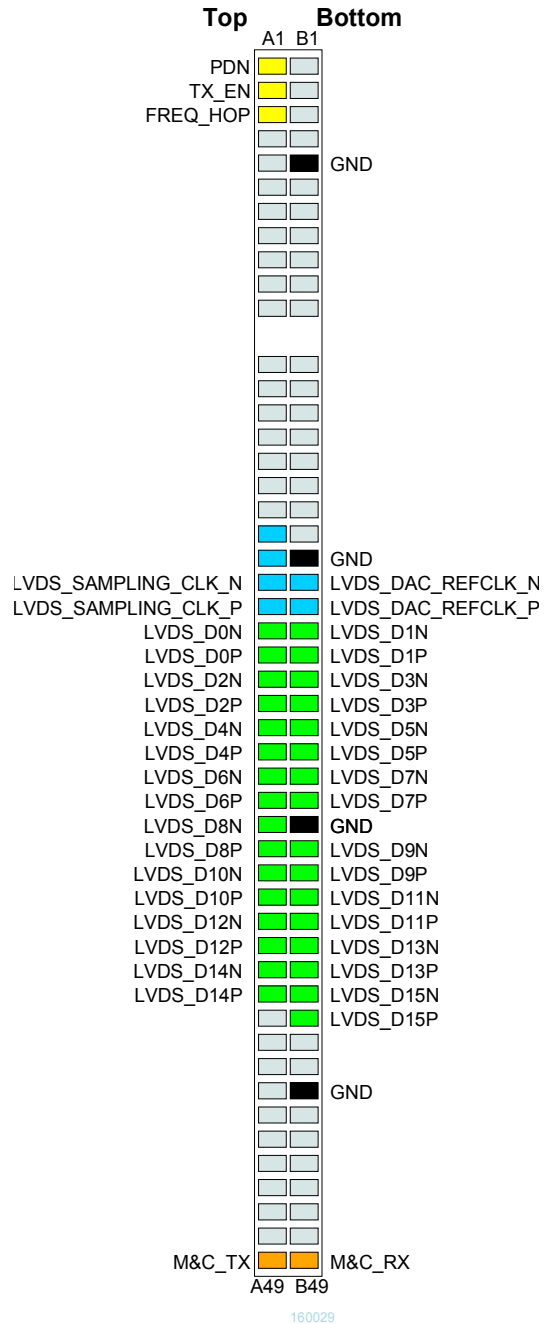 Top Bottom
A1 B1
PDN
TX_EN
FREQ_HOP
GND
GND
LVDS_SAMPLING_CLK_N LVDS_DAC_REFCLK_N
LVDS_SAMPLING_CLK_P LVDS_DAC_REFCLK_P
LVDS_D0N LVDS_D1N
LVDS_D0P LVDS_D1P
LVDS_D2N LVDS_D3N
LVDS_D2P LVDS_D3P
LVDS_D4N LVDS_D5N
LVDS_D4P LVDS_D5P
LVDS_D6N LVDS_D7N
LVDS_D6P LVDS_D7P
LVDS_D8N GND
LVDS_D8P LVDS_D9N
LVDS_D10N LVDS_D9P
LVDS_D10P LVDS_D11N
LVDS_D12N LVDS_D11P
LVDS_D12P LVDS_D13N
LVDS_D14N LVDS_D13P
LVDS_D14P LVDS_D15N
LVDS_D15P
GND
M&C_TX M&C_RX
A49 B49
160029